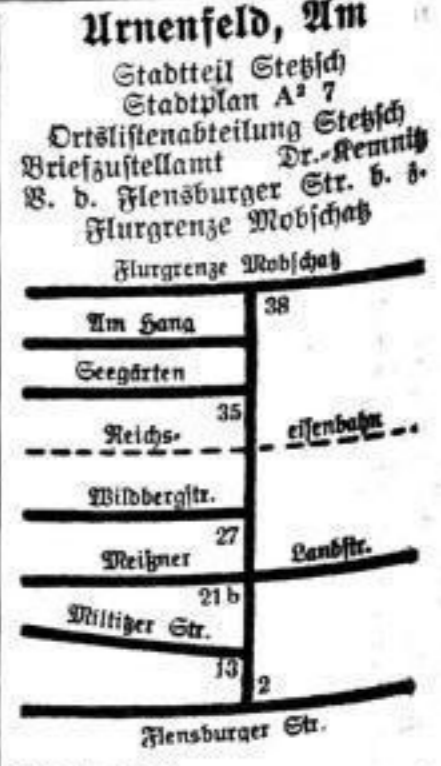 Urnenfeld, Am
Stadtteil Stetzsch
Stadtplan A² 7
Ortslistenabteilung Stetzsch
Briefzustellamt Dr.-Kemnitz
V. d. Flensburger Str. b. z.
Flurgrenze Mobschatz
Flurgrenze Mobschatz
38
Am Hang
Seegärten
35
Reichs- eisenbahn
Wildbergstr.
27
Meißner Landstr.
21 b
Miltitzer Str.
13
2
Flensburger Str.